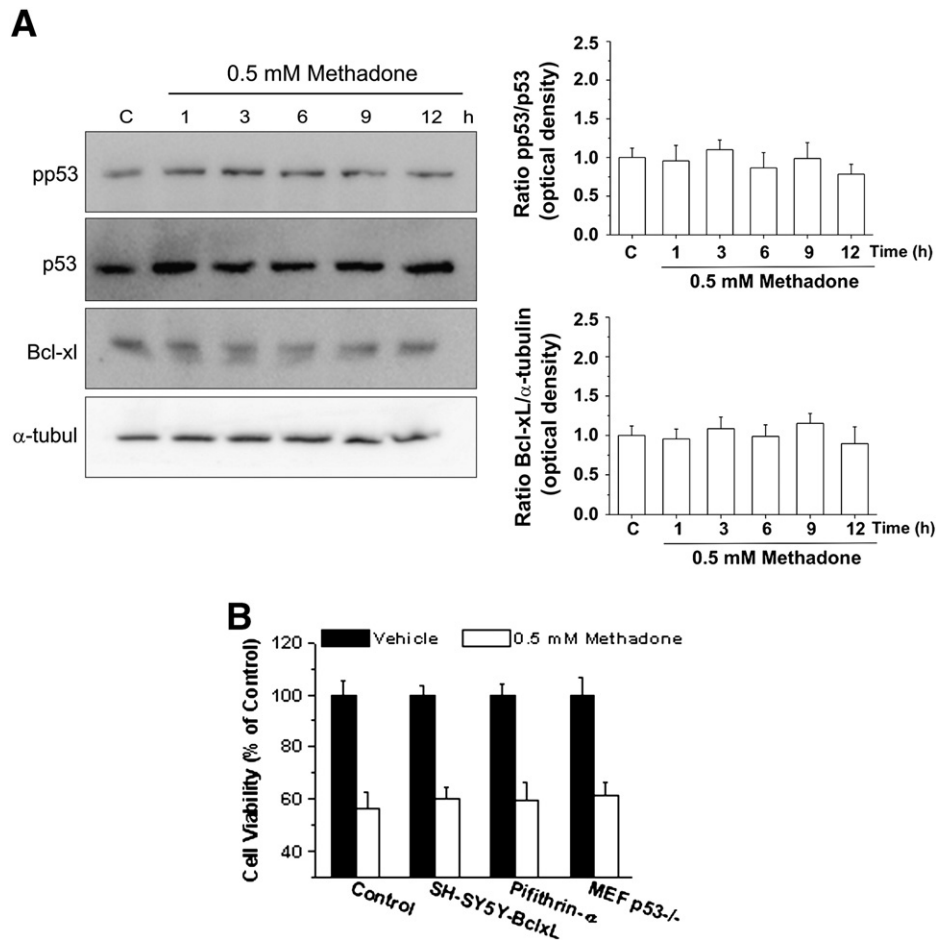 A
0.5 mM Methadone
C 1 3 6 9 12 h
pp53
p53
Bcl-xl
α-tubul
Ratio pp53/p53
(optical density)
2.5
2.0
1.5
1.0
0.5
0.0
C 1 3 6 9 12 Time (h)
0.5 mM Methadone
Ratio Bcl-xL/α-tubulin
(optical density)
2.5
2.0
1.5
1.0
0.5
0.0
C 1 3 6 9 12 Time (h)
0.5 mM Methadone
B
Vehicle 0.5 mM Methadone
Cell Viability (% of Control)
120
100
80
60
40
Control
SH-SY5Y-BclxL
Pifithrin-α
MEF p53-/-